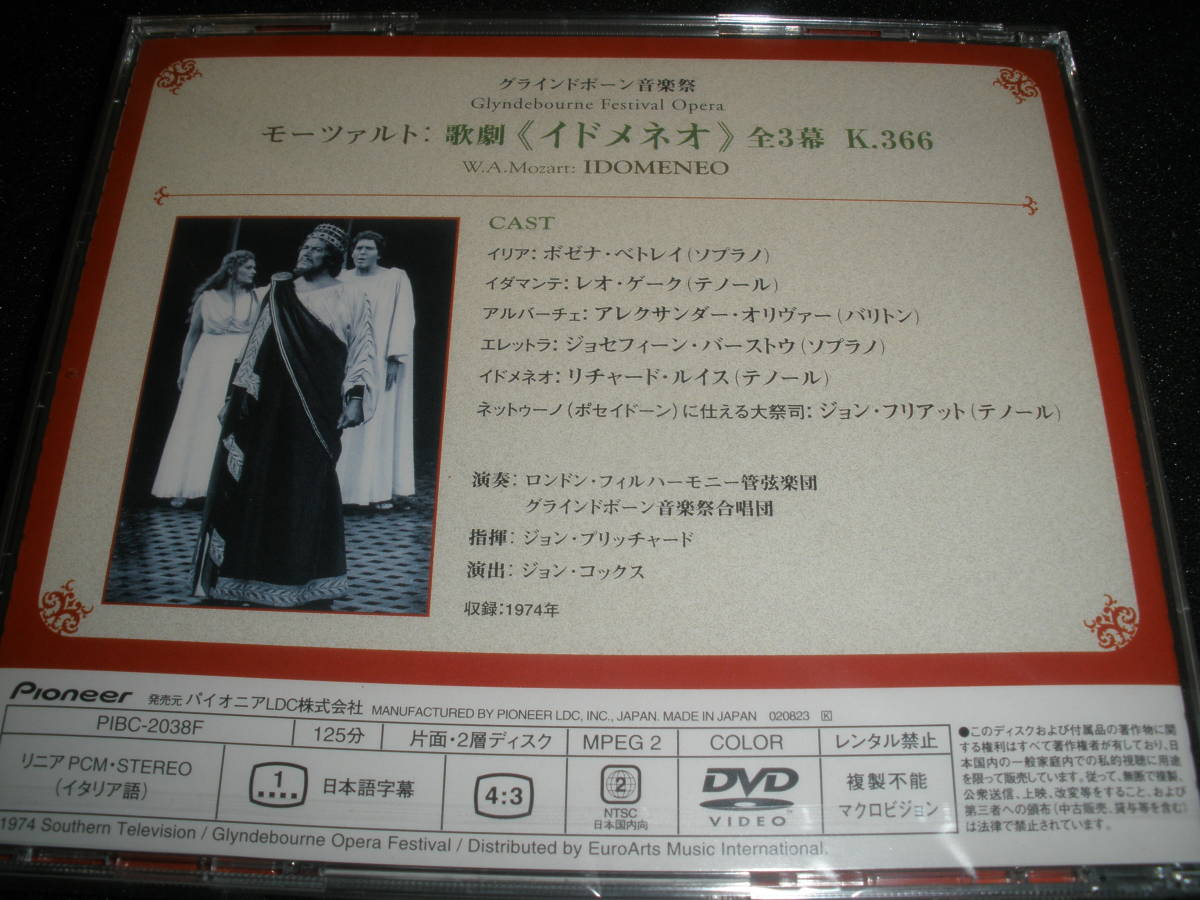 グラインドボーン音楽祭
Glyndebourne Festival Opera
モーツァルト: 歌劇《イドメネオ》全3幕 K.366
W.A.Mozart: IDOMENEO
CAST
イリア: ボゼナ・ベトレイ(ソプラノ)
イダマンテ: レオ・ゲーク(テノール)
アルバーチェ: アレクサンダー・オリヴァー(バリトン)
エレットラ: ジョセフィーン・バーストウ(ソプラノ)
イドメネオ: リチャード・ルイス(テノール)
ネットゥーノ(ポセイドーン)に仕える大祭司: ジョン・フリアット(テノール)
演奏: ロンドン・フィルハーモニー管弦楽団
グラインドボーン音楽祭合唱団
指揮: ジョン・プリッチャード
演出: ジョン・コックス
収録:1974年
Pioneer 発売元 パイオニアLDC株式会社 MANUFACTURED BY PIONEER LDC, INC., JAPAN. MADE IN JAPAN 020823 K
PIBC-2038F 125分 片面・2層ディスク MPEG 2 COLOR レンタル禁止
リニアPCM・STEREO
(イタリア語)
1
日本語字幕
4:3
2
NTSC
日本国内向
DVD
VIDEO
複製不能
マクロビジョン
●このディスクおよび付属品の著作物に関
する権利はすべて著作権者が有しており、日
本国内の一般家庭内での私的視聴に用途
を限って販売しています。従って、無断で複製、
公衆送信、上映、改変等をすること、および
第三者への頒布(中古販売、貸与等を含む)
は法律で禁止されています。
1974 Southern Television / Glyndebourne Opera Festival / Distributed by EuroArts Music International.